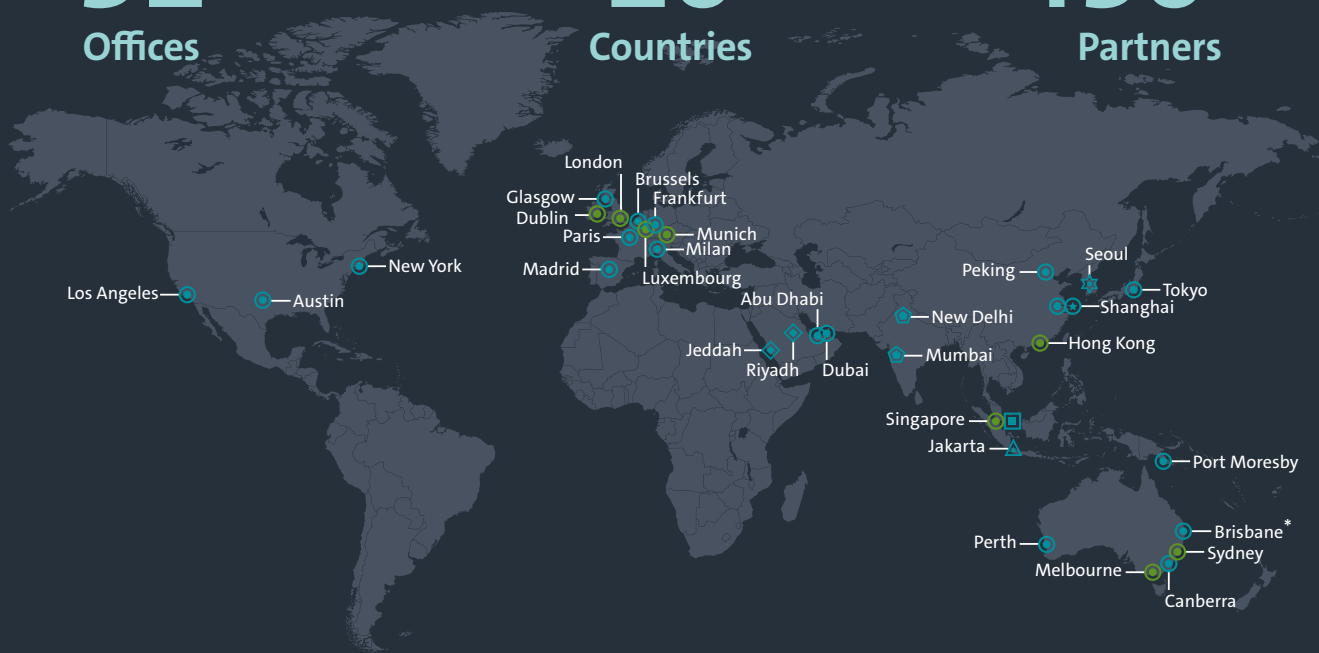 Offices
Countries
Partners
London
Brussels
Glasgow
Frankfurt
Dublin
Paris
Munich
Milan
Madrid
Luxembourg
New York
Los Angeles
Austin
Abu Dhabi
Jeddah
Riyadh
Dubai
New Delhi
Mumbai
Peking
Seoul
Tokyo
Shanghai
Hong Kong
Singapore
Jakarta
Port Moresby
Perth
Brisbane*
Sydney
Melbourne
Canberra